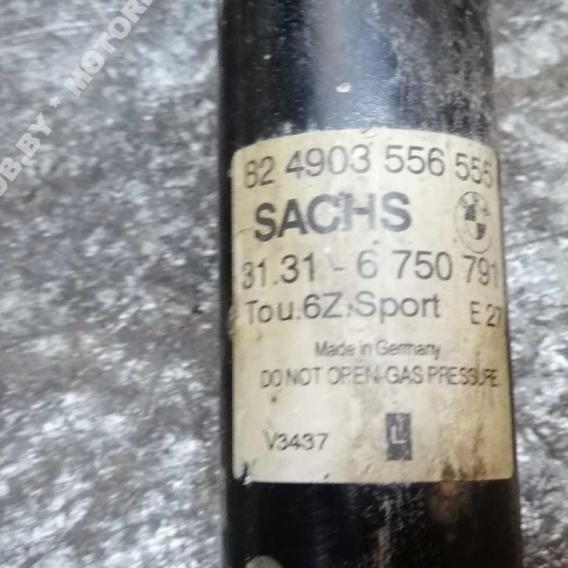 82 4903 556 555
SACHS
31.31 - 6 750 791
Tou.6Z.Sport E 27
Made in Germany
DO NOT OPEN-GAS PRESSURE
V3437 L